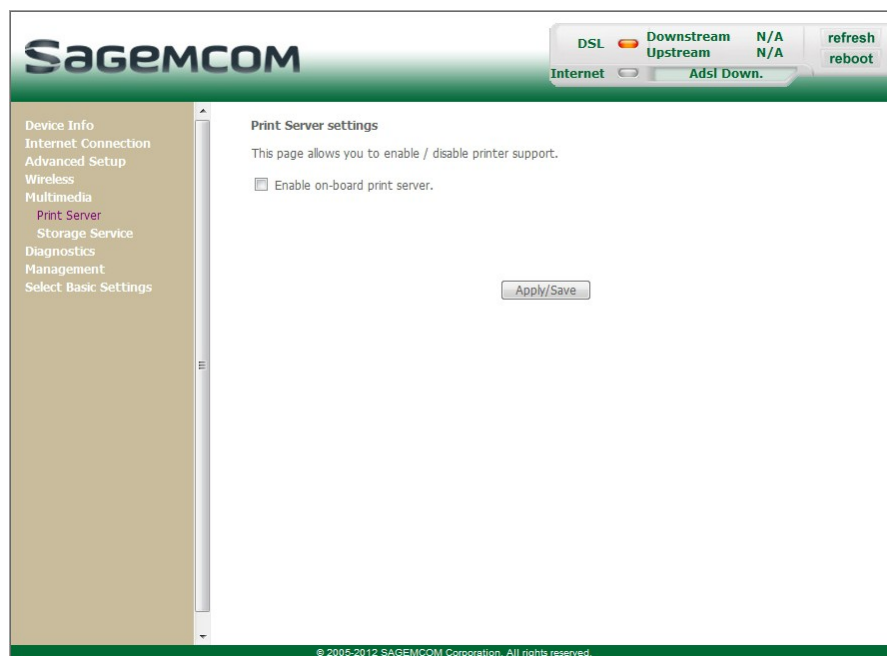 SAGEMCOM
DSL Downstream N/A
Upstream N/A
Internet Adsl Down.
refresh
reboot
Device Info
Internet Connection
Advanced Setup
Wireless
Multimedia
Print Server
Storage Service
Diagnostics
Management
Select Basic Settings
Print Server settings
This page allows you to enable / disable printer support.
Enable on-board print server.
Apply/Save
© 2005-2012 SAGEMCOM Corporation. All rights reserved.